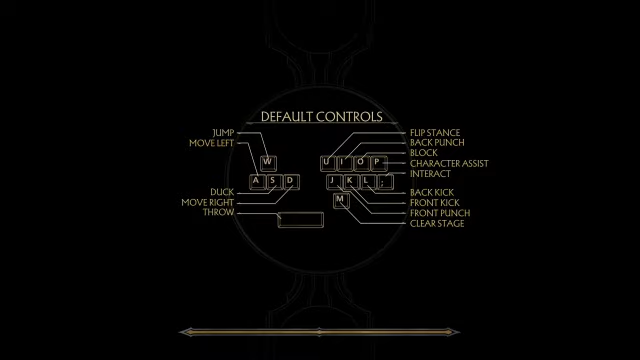 DEFAULT CONTROLS
JUMP
MOVE LEFT
W
A S D
DUCK
MOVE RIGHT
THROW
U I O P
J K L ;
M
FLIP STANCE
BACK PUNCH
BLOCK
CHARACTER ASSIST
INTERACT
BACK KICK
FRONT KICK
FRONT PUNCH
CLEAR STAGE